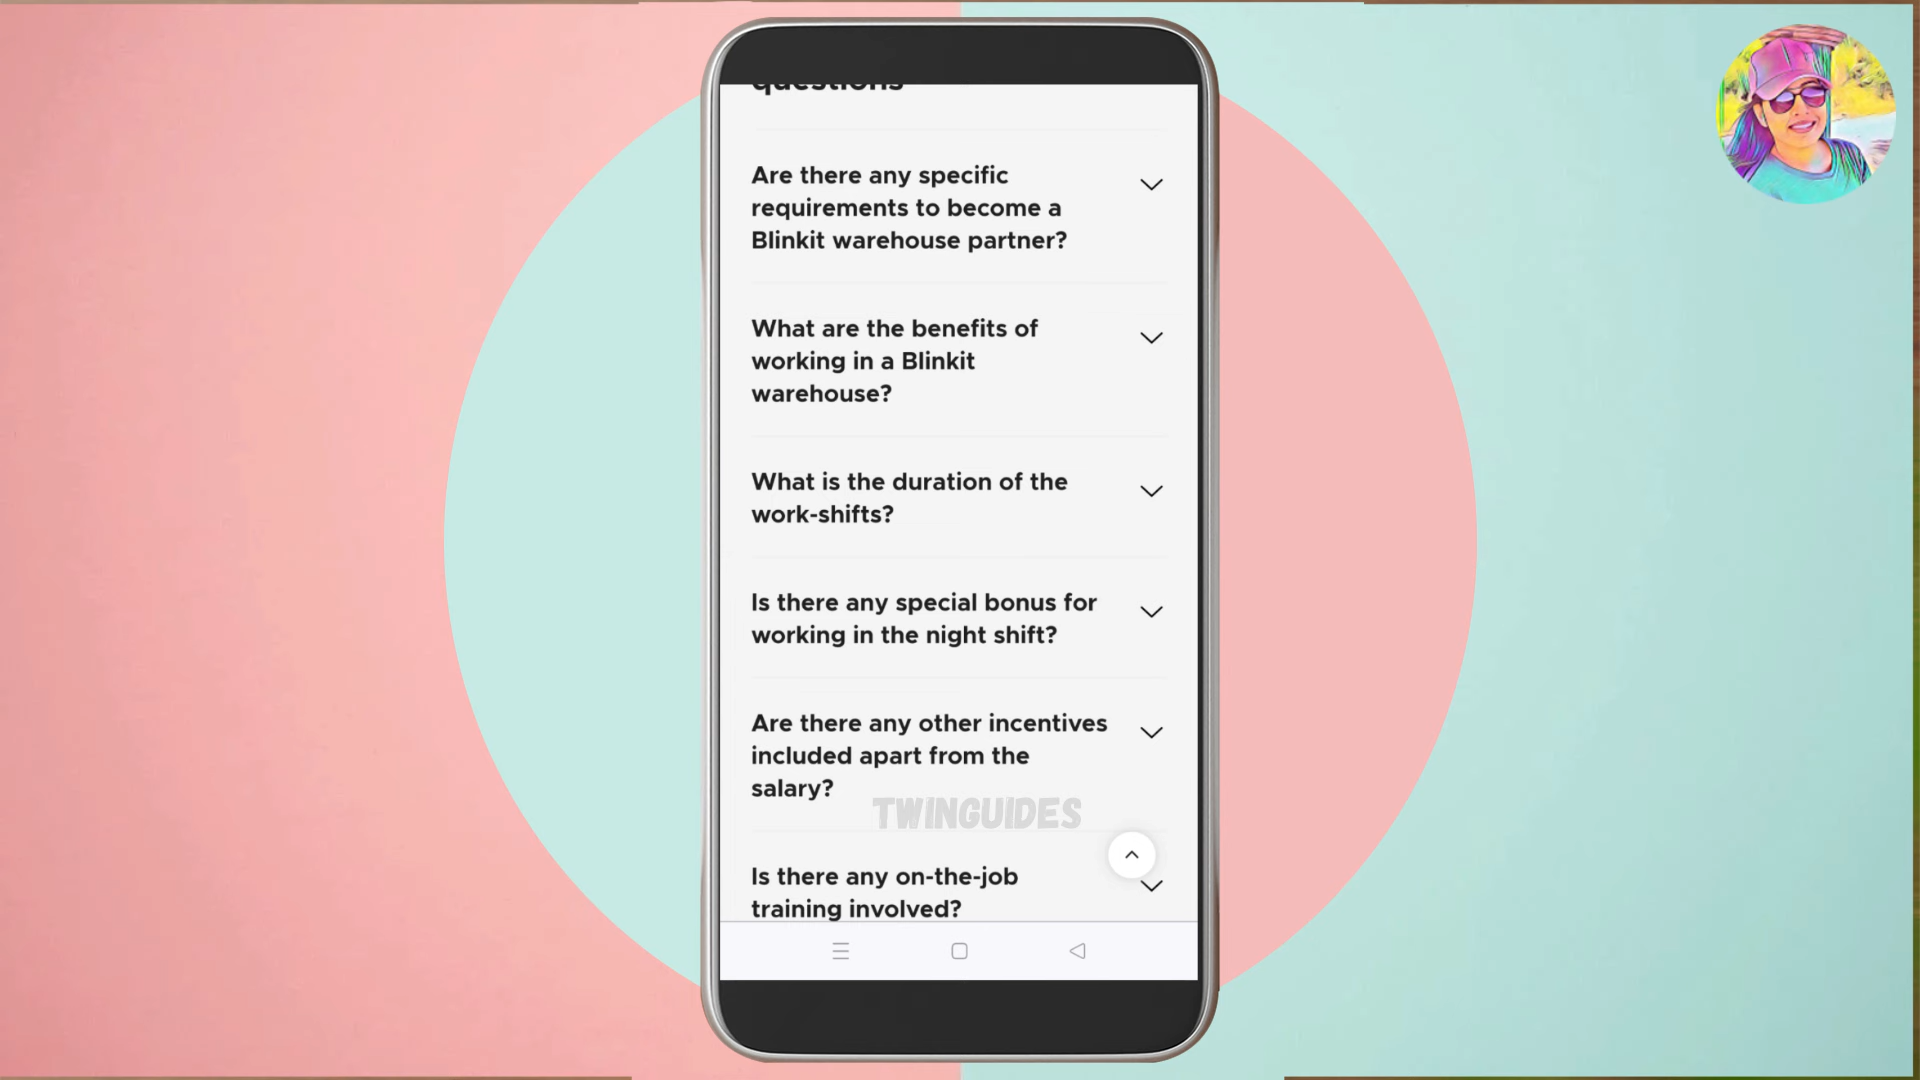 questions
Are there any specific
requirements to become a
Blinkit warehouse partner?
What are the benefits of
working in a Blinkit
warehouse?
What is the duration of the
work-shifts?
Is there any special bonus for
working in the night shift?
Are there any other incentives
included apart from the
salary?
TWINGUIDES
Is there any on-the-job
training involved?